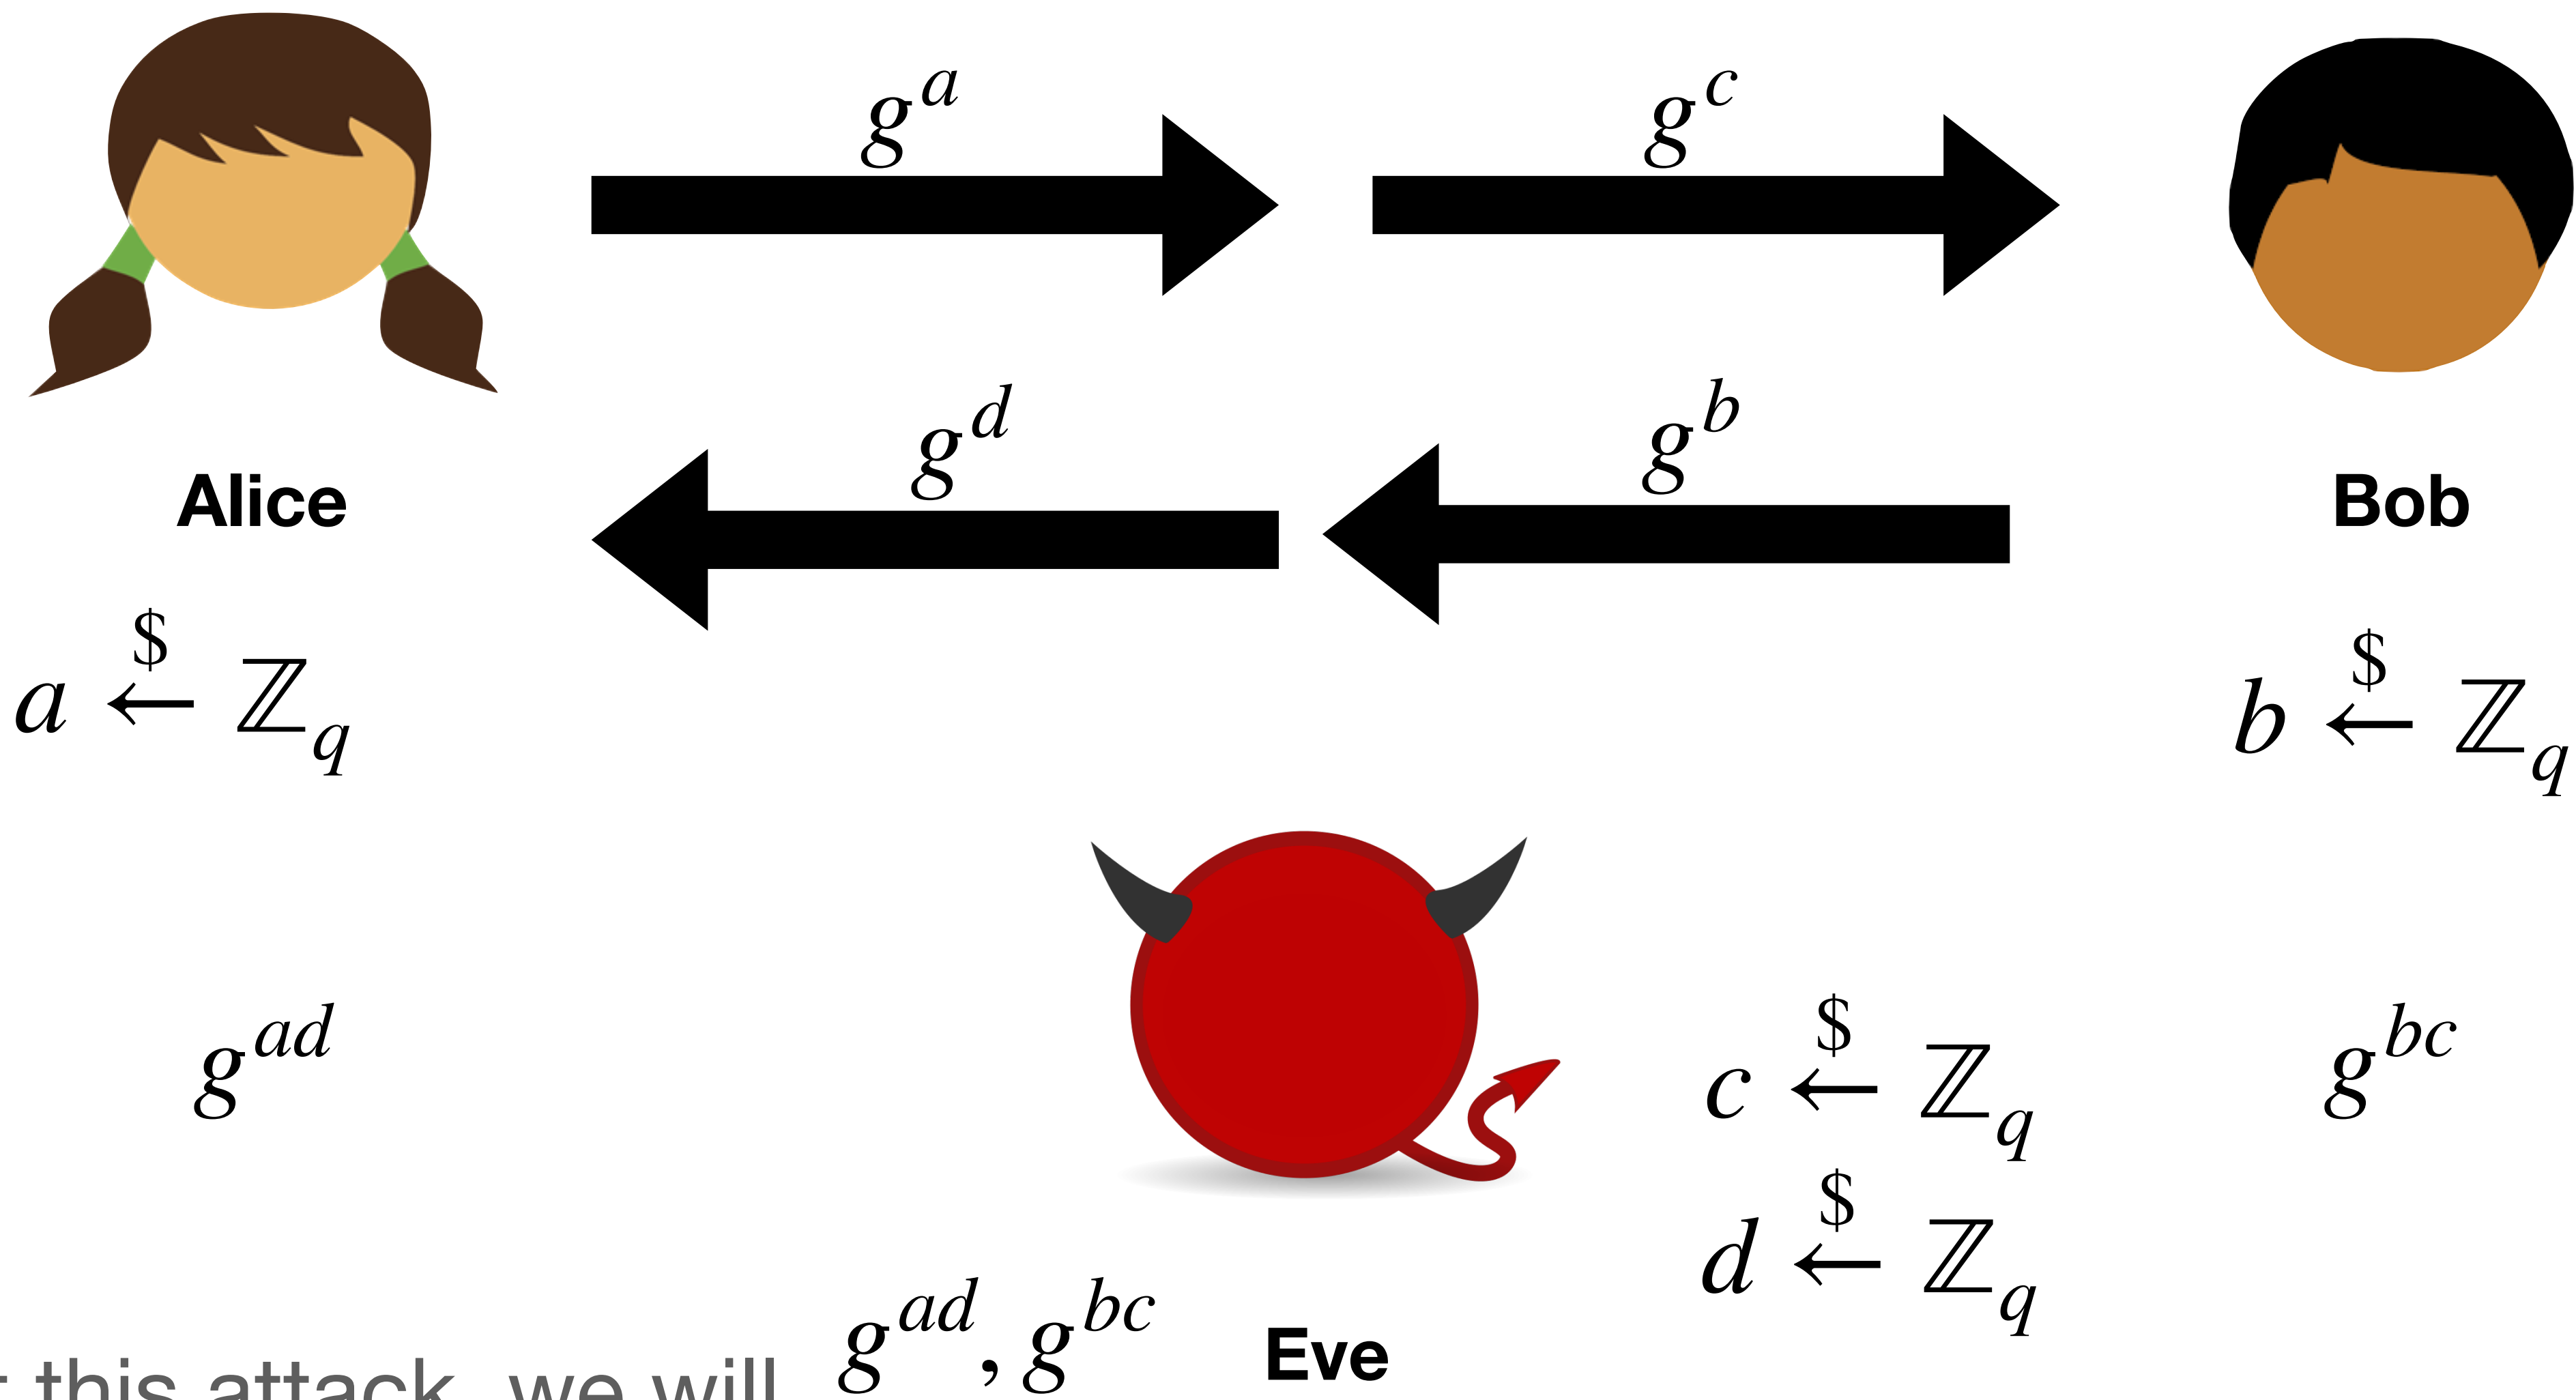 g^a g^c
g^d g^b
Alice Bob
a ←$ ℤ_q b ←$ ℤ_q
g^{ad} c ←$ ℤ_q g^{bc}
d ←$ ℤ_q
g^{ad}, g^{bc} Eve
this attack, we will